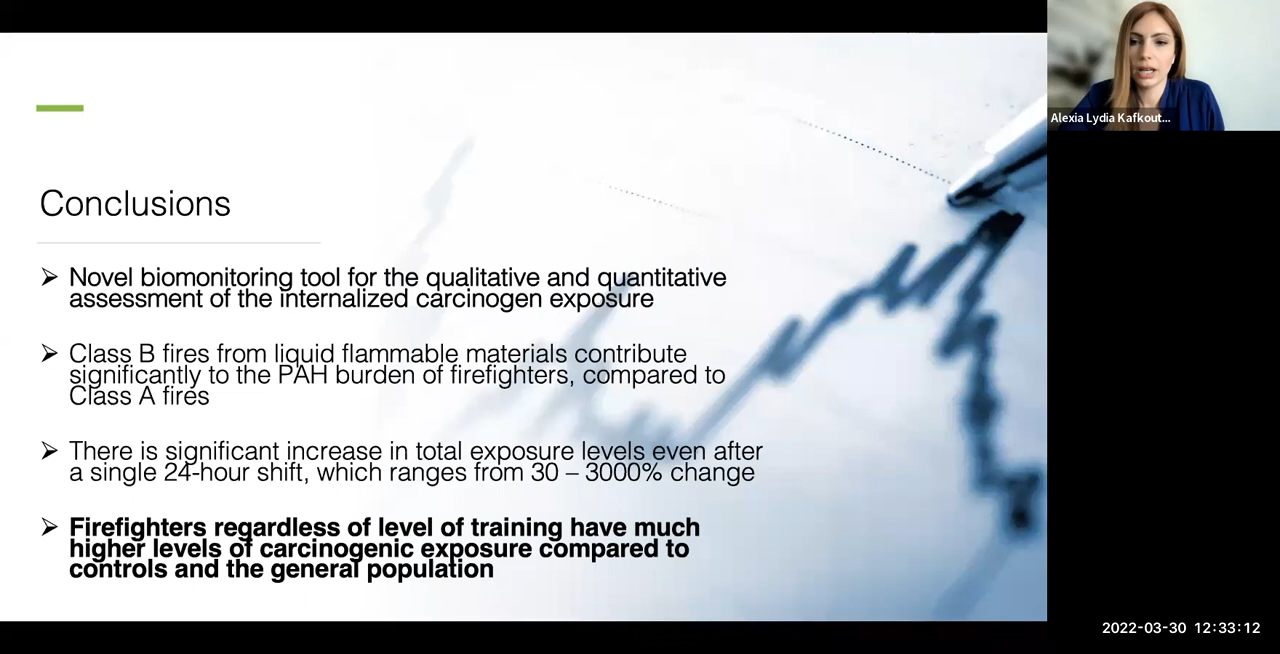 Alexia Lydia Kafkout...
Conclusions
➢ Novel biomonitoring tool for the qualitative and quantitative
assessment of the internalized carcinogen exposure
➢ Class B fires from liquid flammable materials contribute
significantly to the PAH burden of firefighters, compared to
Class A fires
➢ There is significant increase in total exposure levels even after
a single 24-hour shift, which ranges from 30 – 3000% change
➢ Firefighters regardless of level of training have much
higher levels of carcinogenic exposure compared to
controls and the general population
2022-03-30 12:33:12